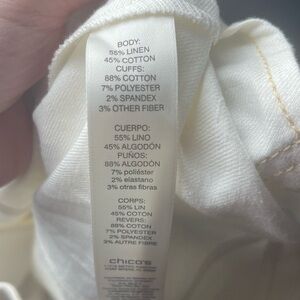 BODY:
55% LINEN
45% COTTON
CUFFS:
88% COTTON
7% POLYESTER
2% SPANDEX
3% OTHER FIBER
CUERPO:
55% LINO
45% ALGODÓN
PUÑOS:
88% ALGODÓN
7% poliéster
2% elastano
3% otras fibras
CORPS:
55% LIN
45% COTON
REVERS:
88% COTON
7% POLYESTER
2% SPANDEX
3% AUTRE FIBRE
chico's